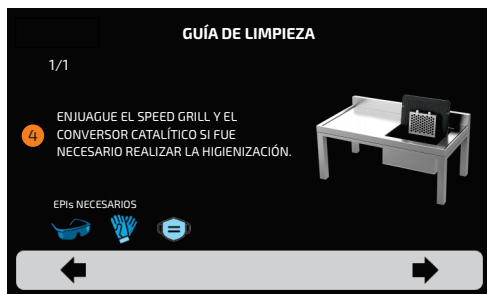 GUÍA DE LIMPIEZA
1/1
4
ENJUAGUE EL SPEED GRILL Y EL
CONVERSOR CATALÍTICO SI FUE
NECESARIO REALIZAR LA HIGIENIZACIÓN.
EPIs NECESARIOS